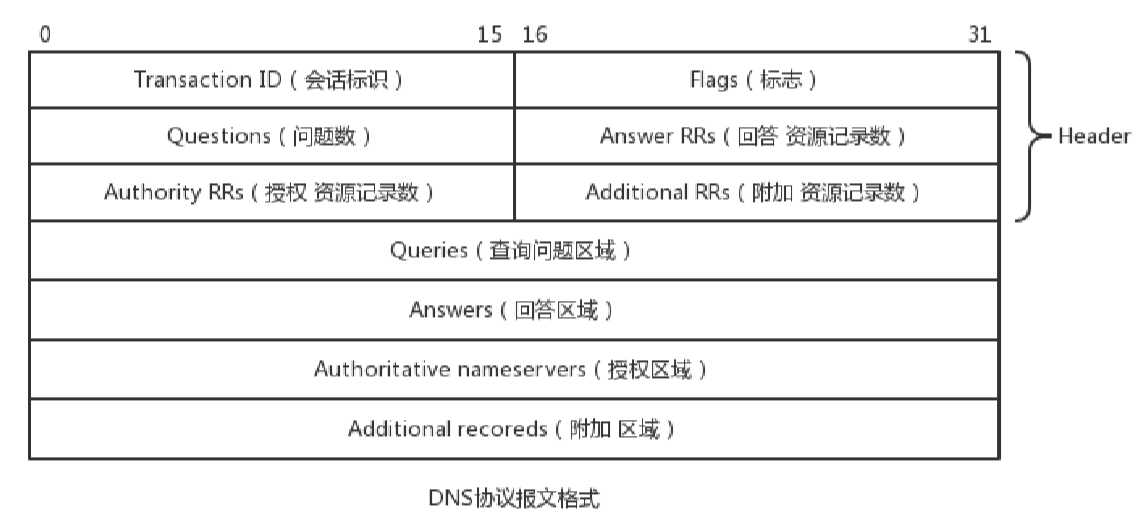 0 15 16 31
Transaction ID ( 会话标识 ) Flags ( 标志 )
Questions ( 问题数 ) Answer RRs ( 回答 资源记录数 ) Header
Authority RRs ( 授权 资源记录数 ) Additional RRs ( 附加 资源记录数 )
Queries ( 查询问题区域 )
Answers ( 回答区域 )
Authoritative nameservers ( 授权区域 )
Additional recoreds ( 附加 区域 )
DNS协议报文格式